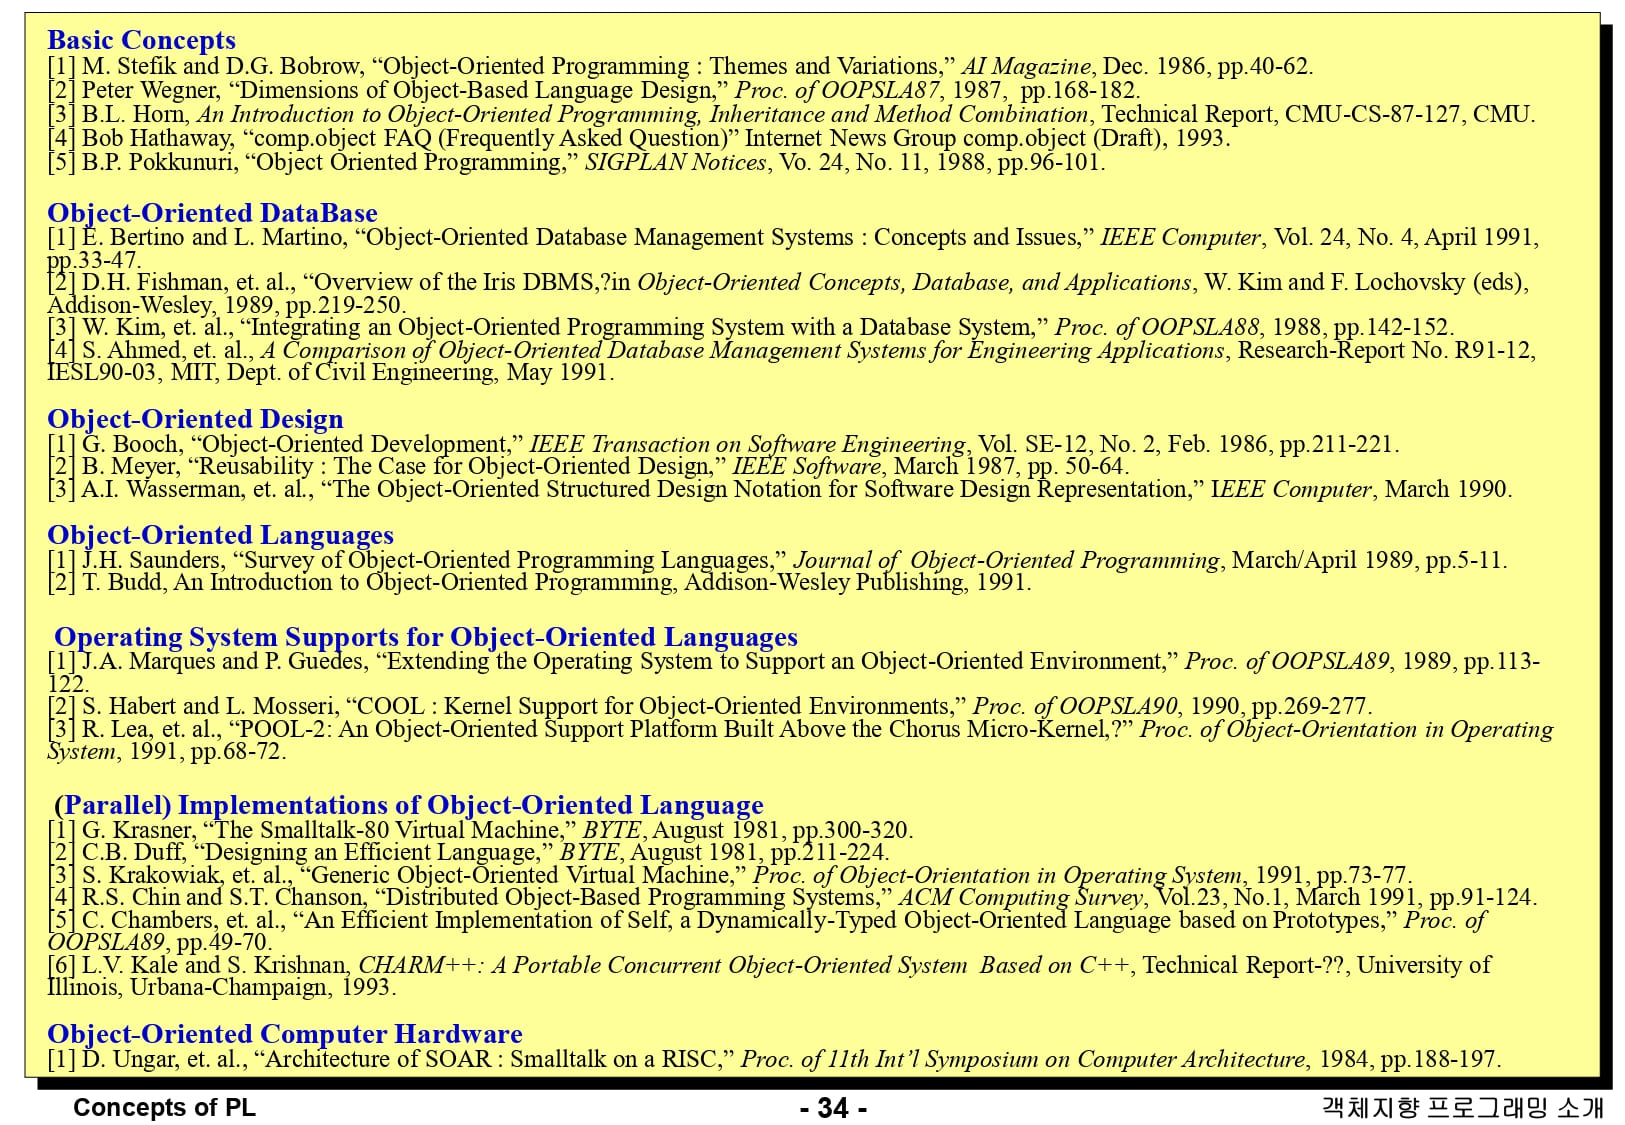 Basic Concepts
[1] M. Stefik and D.G. Bobrow, “Object-Oriented Programming : Themes and Variations,” AI Magazine, Dec. 1986, pp.40-62.
[2] Peter Wegner, “Dimensions of Object-Based Language Design,” Proc. of OOPSLA87, 1987,  pp.168-182.
[3] B.L. Horn, An Introduction to Object-Oriented Programming, Inheritance and Method Combination, Technical Report, CMU-CS-87-127, CMU.
[4] Bob Hathaway, “comp.object FAQ (Frequently Asked Question)” Internet News Group comp.object (Draft), 1993.
[5] B.P. Pokkunuri, “Object Oriented Programming,” SIGPLAN Notices, Vo. 24, No. 11, 1988, pp.96-101.
Object-Oriented DataBase
[1] E. Bertino and L. Martino, “Object-Oriented Database Management Systems : Concepts and Issues,” IEEE Computer, Vol. 24, No. 4, April 1991,
pp.33-47.
[2] D.H. Fishman, et. al., “Overview of the Iris DBMS,?in Object-Oriented Concepts, Database, and Applications, W. Kim and F. Lochovsky (eds),
Addison-Wesley, 1989, pp.219-250.
[3] W. Kim, et. al., “Integrating an Object-Oriented Programming System with a Database System,” Proc. of OOPSLA88, 1988, pp.142-152.
[4] S. Ahmed, et. al., A Comparison of Object-Oriented Database Management Systems for Engineering Applications, Research-Report No. R91-12,
IESL90-03, MIT, Dept. of Civil Engineering, May 1991.
Object-Oriented Design
[1] G. Booch, “Object-Oriented Development,” IEEE Transaction on Software Engineering, Vol. SE-12, No. 2, Feb. 1986, pp.211-221.
[2] B. Meyer, “Reusability : The Case for Object-Oriented Design,” IEEE Software, March 1987, pp. 50-64.
[3] A.I. Wasserman, et. al., “The Object-Oriented Structured Design Notation for Software Design Representation,” IEEE Computer, March 1990.
Object-Oriented Languages
[1] J.H. Saunders, “Survey of Object-Oriented Programming Languages,” Journal of  Object-Oriented Programming, March/April 1989, pp.5-11.
[2] T. Budd, An Introduction to Object-Oriented Programming, Addison-Wesley Publishing, 1991.
Operating System Supports for Object-Oriented Languages
[1] J.A. Marques and P. Guedes, “Extending the Operating System to Support an Object-Oriented Environment,” Proc. of OOPSLA89, 1989, pp.113-
122.
[2] S. Habert and L. Mosseri, “COOL : Kernel Support for Object-Oriented Environments,” Proc. of OOPSLA90, 1990, pp.269-277.
[3] R. Lea, et. al., “POOL-2: An Object-Oriented Support Platform Built Above the Chorus Micro-Kernel,?” Proc. of Object-Orientation in Operating
System, 1991, pp.68-72.
(Parallel) Implementations of Object-Oriented Language
[1] G. Krasner, “The Smalltalk-80 Virtual Machine,” BYTE, August 1981, pp.300-320.
[2] C.B. Duff, “Designing an Efficient Language,” BYTE, August 1981, pp.211-224.
[3] S. Krakowiak, et. al., “Generic Object-Oriented Virtual Machine,” Proc. of Object-Orientation in Operating System, 1991, pp.73-77.
[4] R.S. Chin and S.T. Chanson, “Distributed Object-Based Programming Systems,” ACM Computing Survey, Vol.23, No.1, March 1991, pp.91-124.
[5] C. Chambers, et. al., “An Efficient Implementation of Self, a Dynamically-Typed Object-Oriented Language based on Prototypes,” Proc. of
OOPSLA89, pp.49-70.
[6] L.V. Kale and S. Krishnan, CHARM++: A Portable Concurrent Object-Oriented System  Based on C++, Technical Report-??, University of
Illinois, Urbana-Champaign, 1993.
Object-Oriented Computer Hardware
[1] D. Ungar, et. al., “Architecture of SOAR : Smalltalk on a RISC,” Proc. of 11th Int’l Symposium on Computer Architecture, 1984, pp.188-197.
Concepts of PL
- 34 -
객체지향 프로그래밍 소개